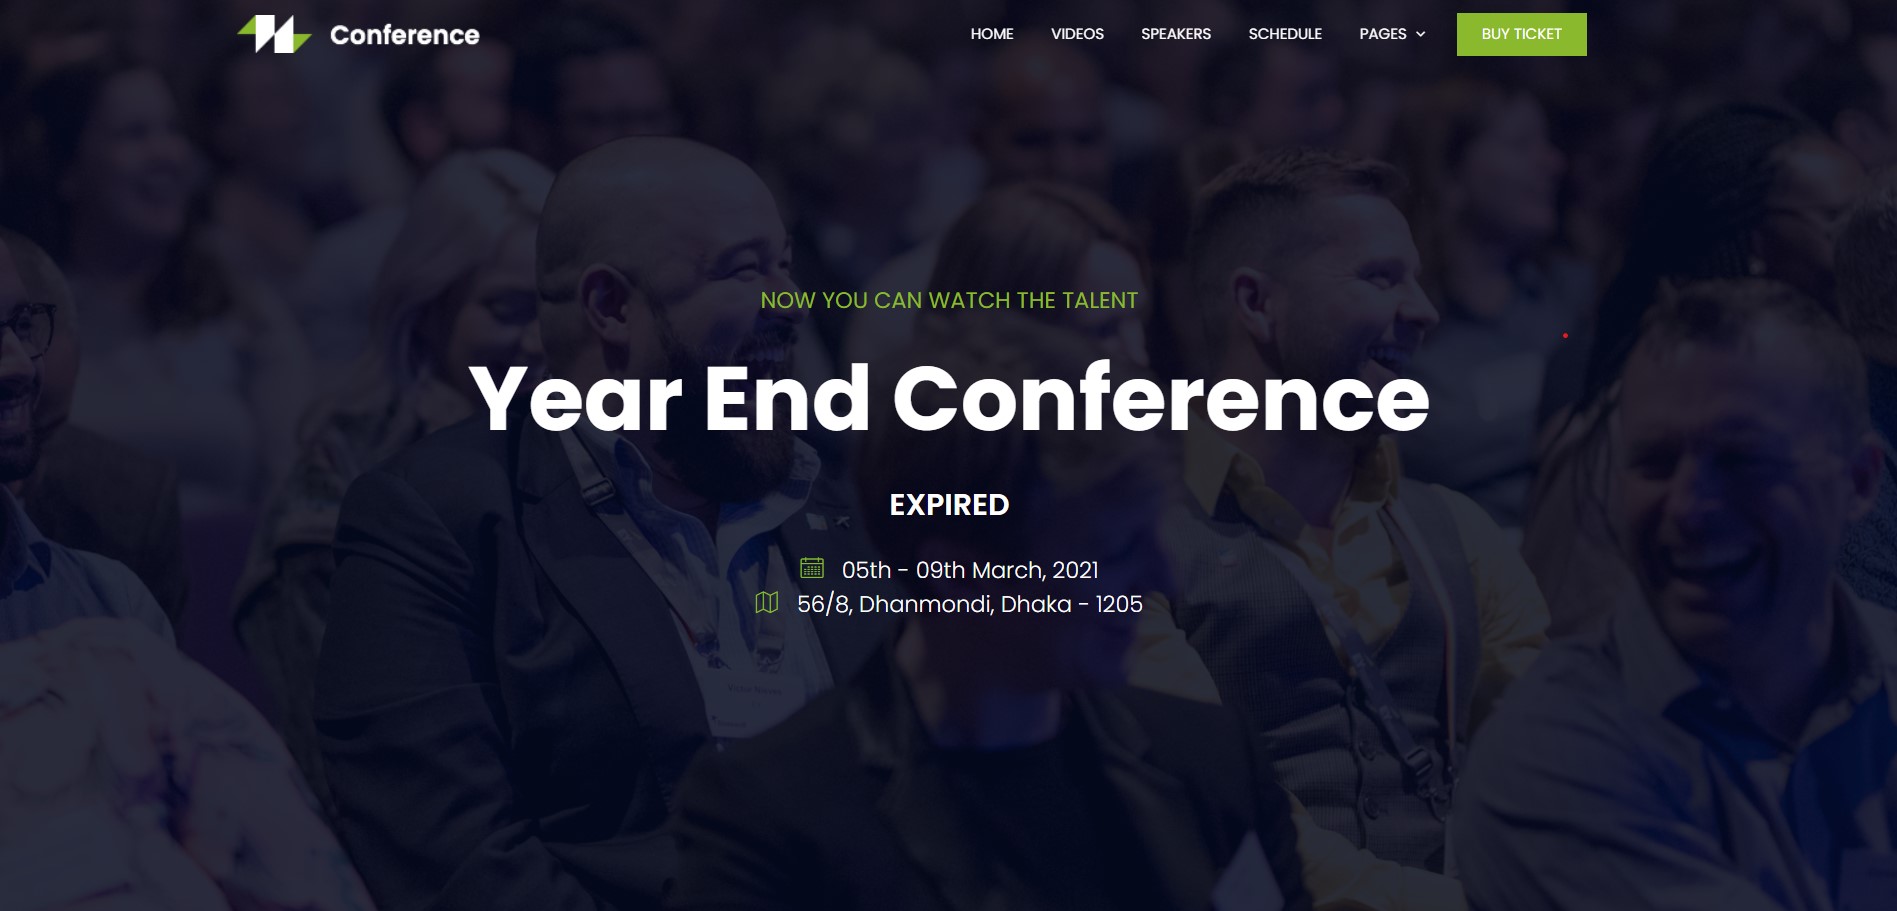 Conference
HOME VIDEOS SPEAKERS SCHEDULE PAGES BUY TICKET
NOW YOU CAN WATCH THE TALENT
Year End Conference
EXPIRED
05th - 09th March, 2021
56/8, Dhanmondi, Dhaka - 1205